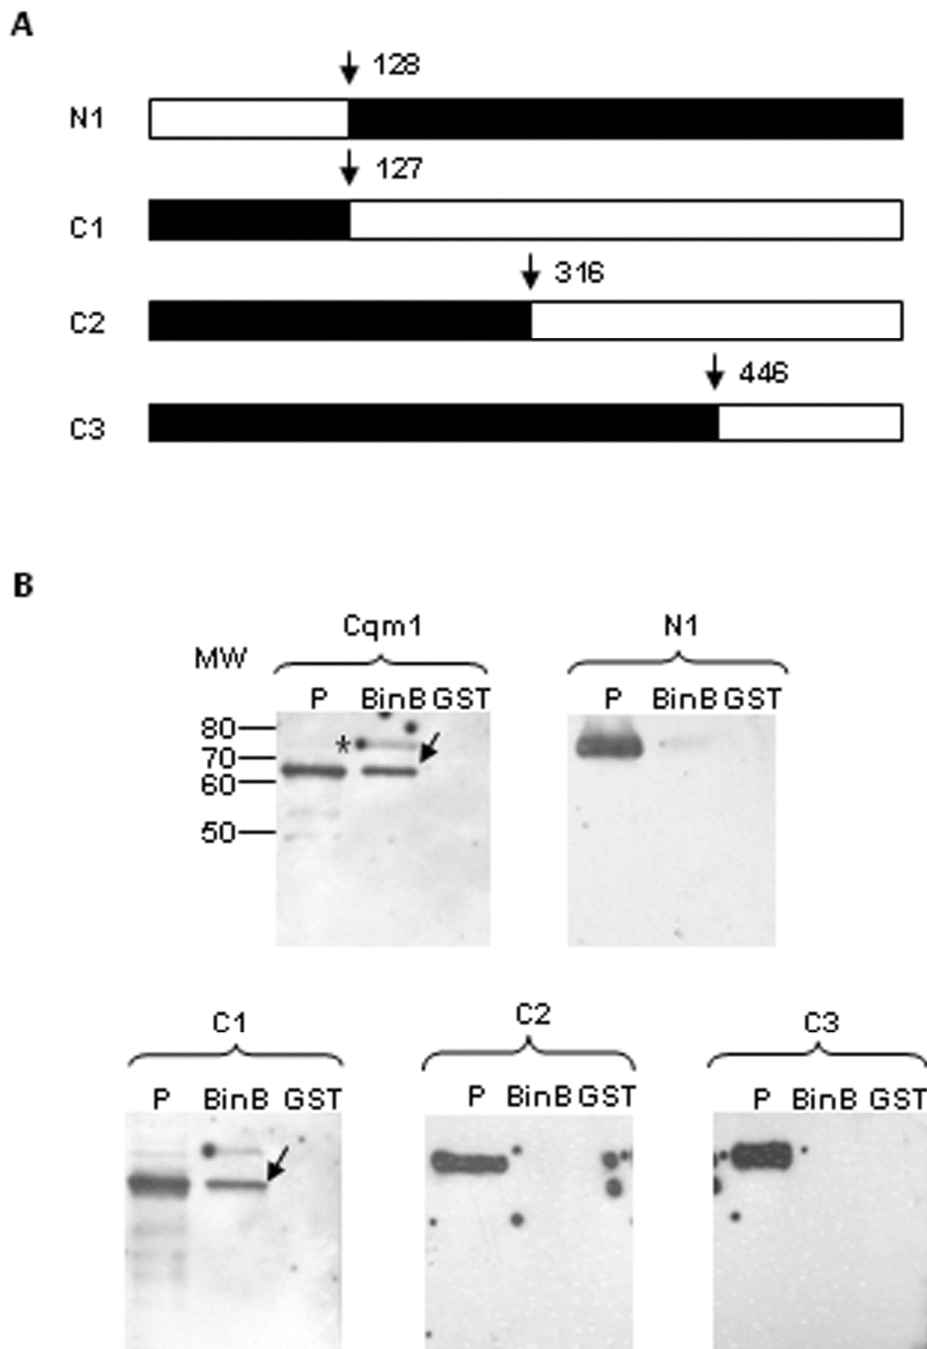 A
128
N1
127
C1
316
C2
446
C3
B
Cqm1 N1
MW
P BinB GST P BinB GST
80
* 
70
60
50
C1 C2 C3
P BinB GST P BinB GST P BinB GST